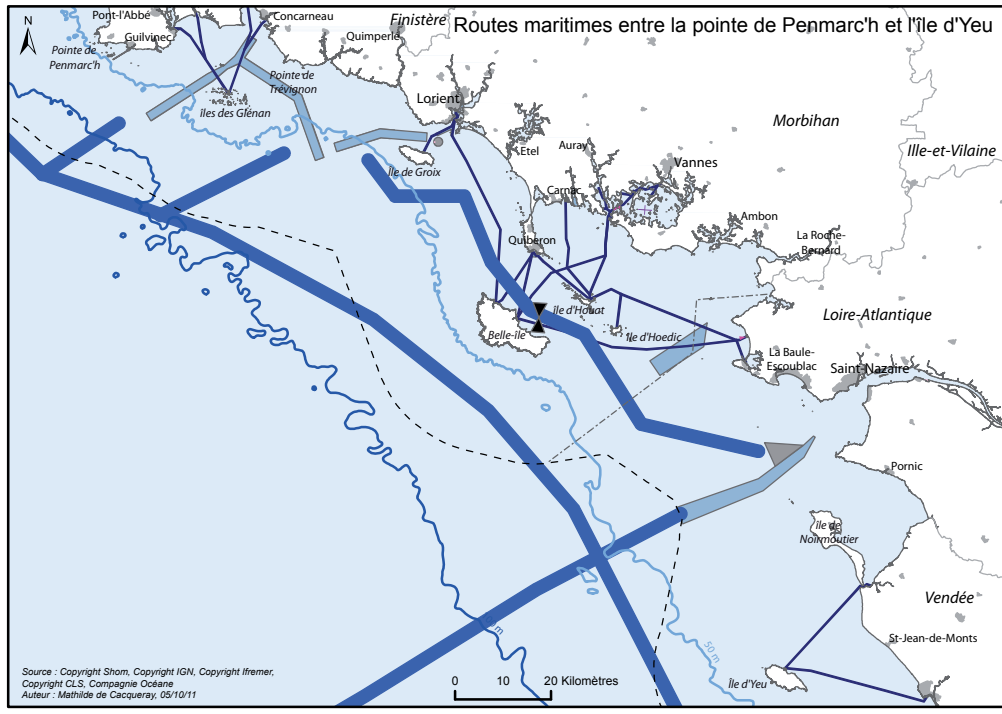 Routes maritimes entre la pointe de Penmarc'h et l'île d'Yeu
N
Pont-l'Abbé
Concarneau
Finistère
Guilvinec
Quimperlé
Pointe de
Penmarc'h
Pointe de
Trévignon
Iles des Glénan
Lorient
Morbihan
Ille-et-Vilaine
Etel
Auray
Vannes
Île de Groix
Carnac
Ambon
La Roche-
Bernard
Quiberon
Île d'Houat
Belle-île
Île d'Hoedic
Loire-Atlantique
La Baule-
Escoublac
Saint-Nazaire
Pornic
Île de
Noirmoutier
Vendée
St-Jean-de-Monts
50 m
Île d'Yeu
Source : Copyright Shom, Copyright IGN, Copyright Ifremer,
Copyright CLS, Compagnie Océane
Auteur : Mathilde de Cacqueray, 05/10/11
0 10 20 Kilomètres